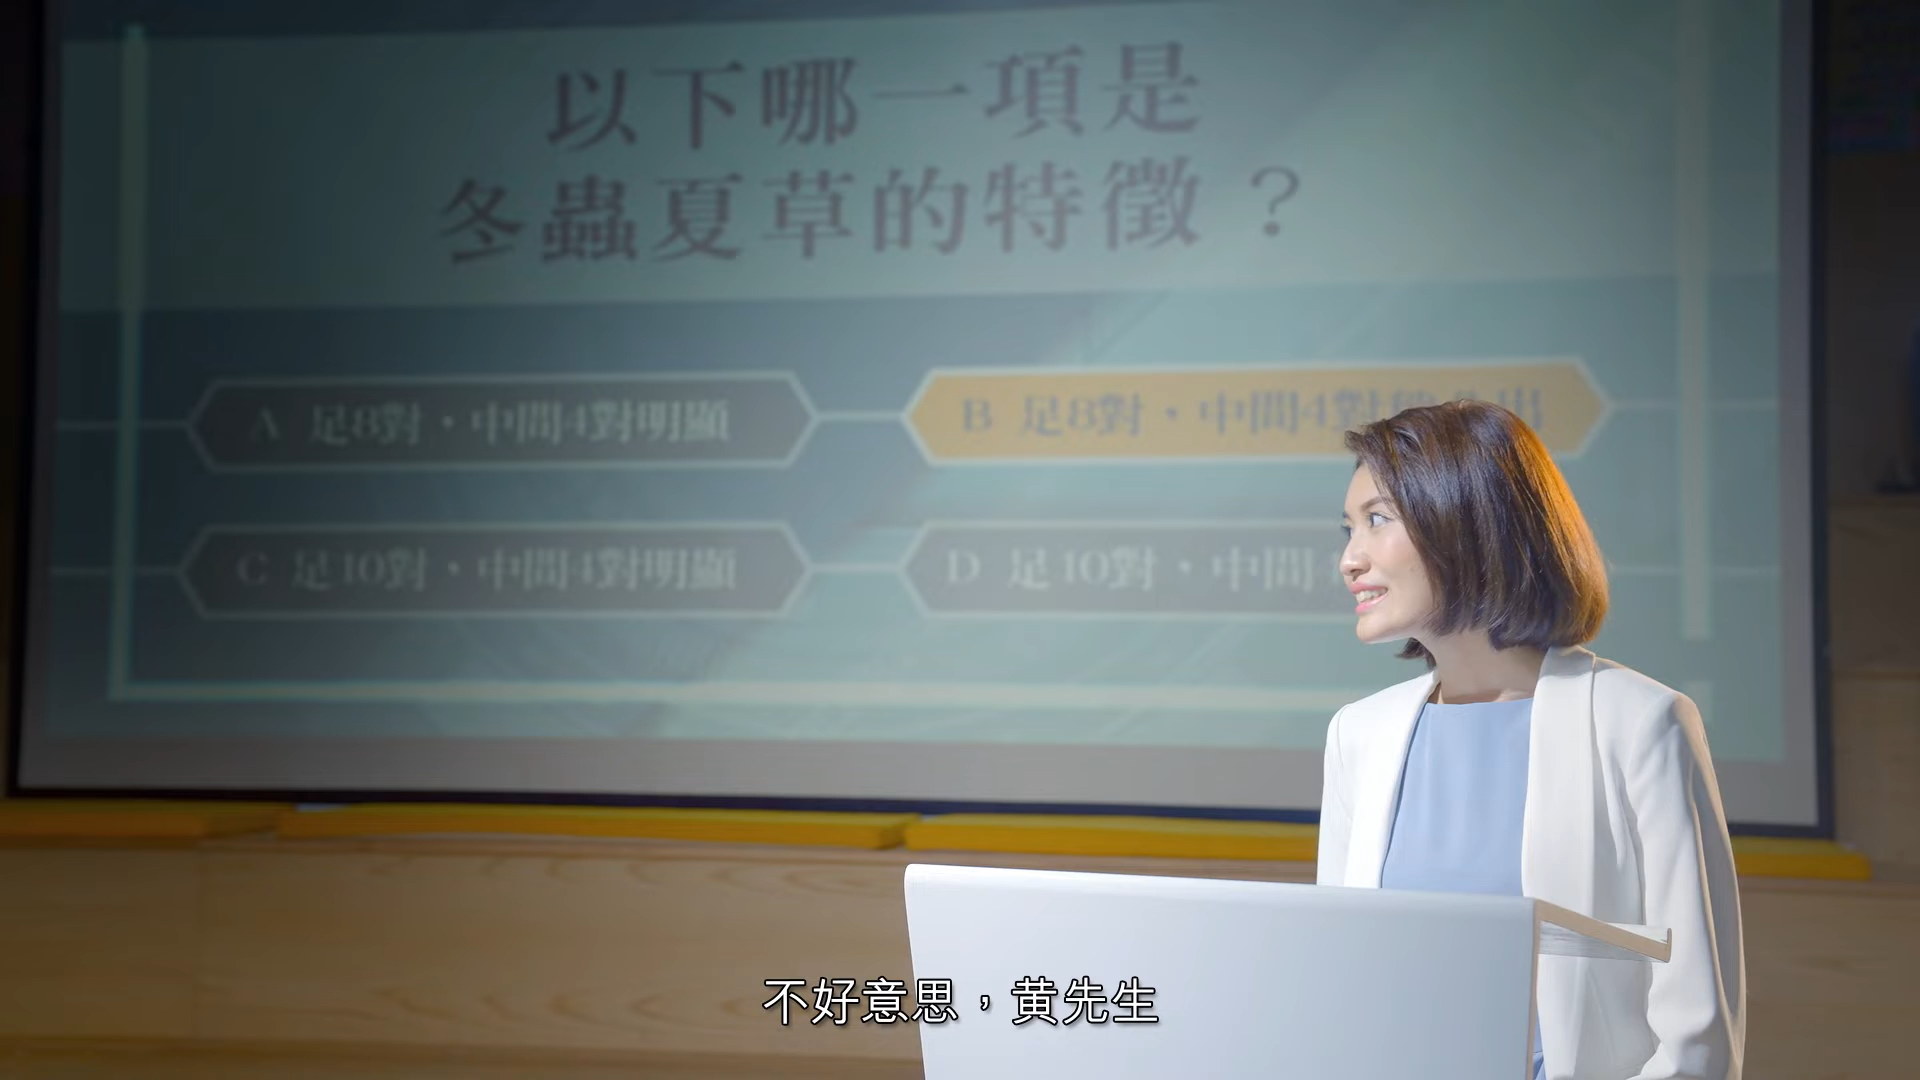 以下哪一項是
冬蟲夏草的特徵？
A 足8對，中間4對明顯
B 足8對，中間4對
C 足10對，中間4對明顯
D 足10對，中間
不好意思，黄先生